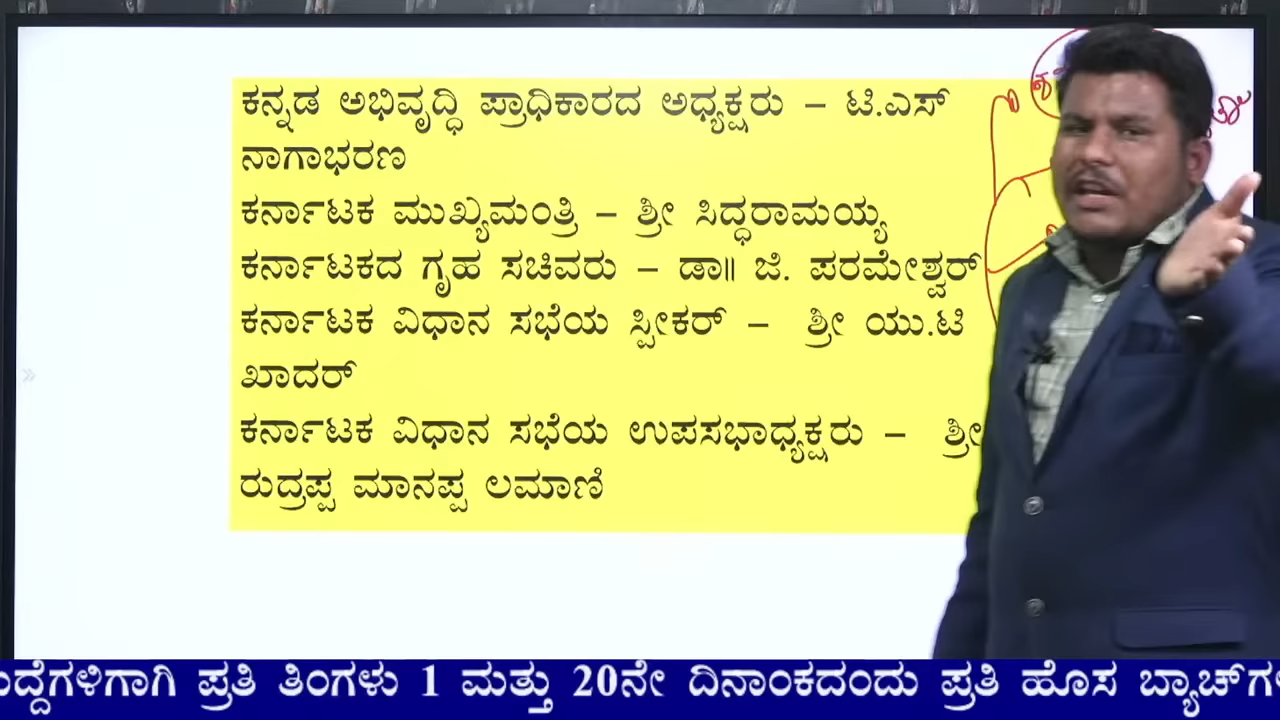 ಕನ್ನಡ ಅಭಿವೃದ್ಧಿ ಪ್ರಾಧಿಕಾರದ ಅಧ್ಯಕ್ಷರು – ಟಿ.ಎಸ್
ನಾಗಾಭರಣ
ಕರ್ನಾಟಕ ಮುಖ್ಯಮಂತ್ರಿ – ಶ್ರೀ ಸಿದ್ಧರಾಮಯ್ಯ
ಕರ್ನಾಟಕದ ಗೃಹ ಸಚಿವರು – ಡಾ॥ ಜಿ. ಪರಮೇಶ್ವರ್
ಕರ್ನಾಟಕ ವಿಧಾನ ಸಭೆಯ ಸ್ಪೀಕರ್ – ಶ್ರೀ ಯು.ಟಿ
ಖಾದರ್
ಕರ್ನಾಟಕ ವಿಧಾನ ಸಭೆಯ ಉಪಸಭಾಧ್ಯಕ್ಷರು – ಶ್ರೀ
ರುದ್ರಪ್ಪ ಮಾನಪ್ಪ ಲಮಾಣಿ
ಪ್ರತಿ ತಿಂಗಳು 1 ಮತ್ತು 20ನೇ ದಿನಾಂಕದಂದು ಪ್ರತಿ ಹೊಸ